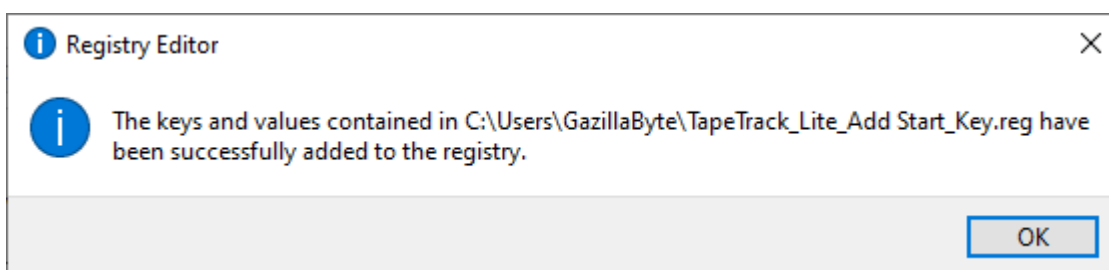 Registry Editor
The keys and values contained in C:\Users\GazillaByte\TapeTrack_Lite_Add Start_Key.reg have
been successfully added to the registry.
OK